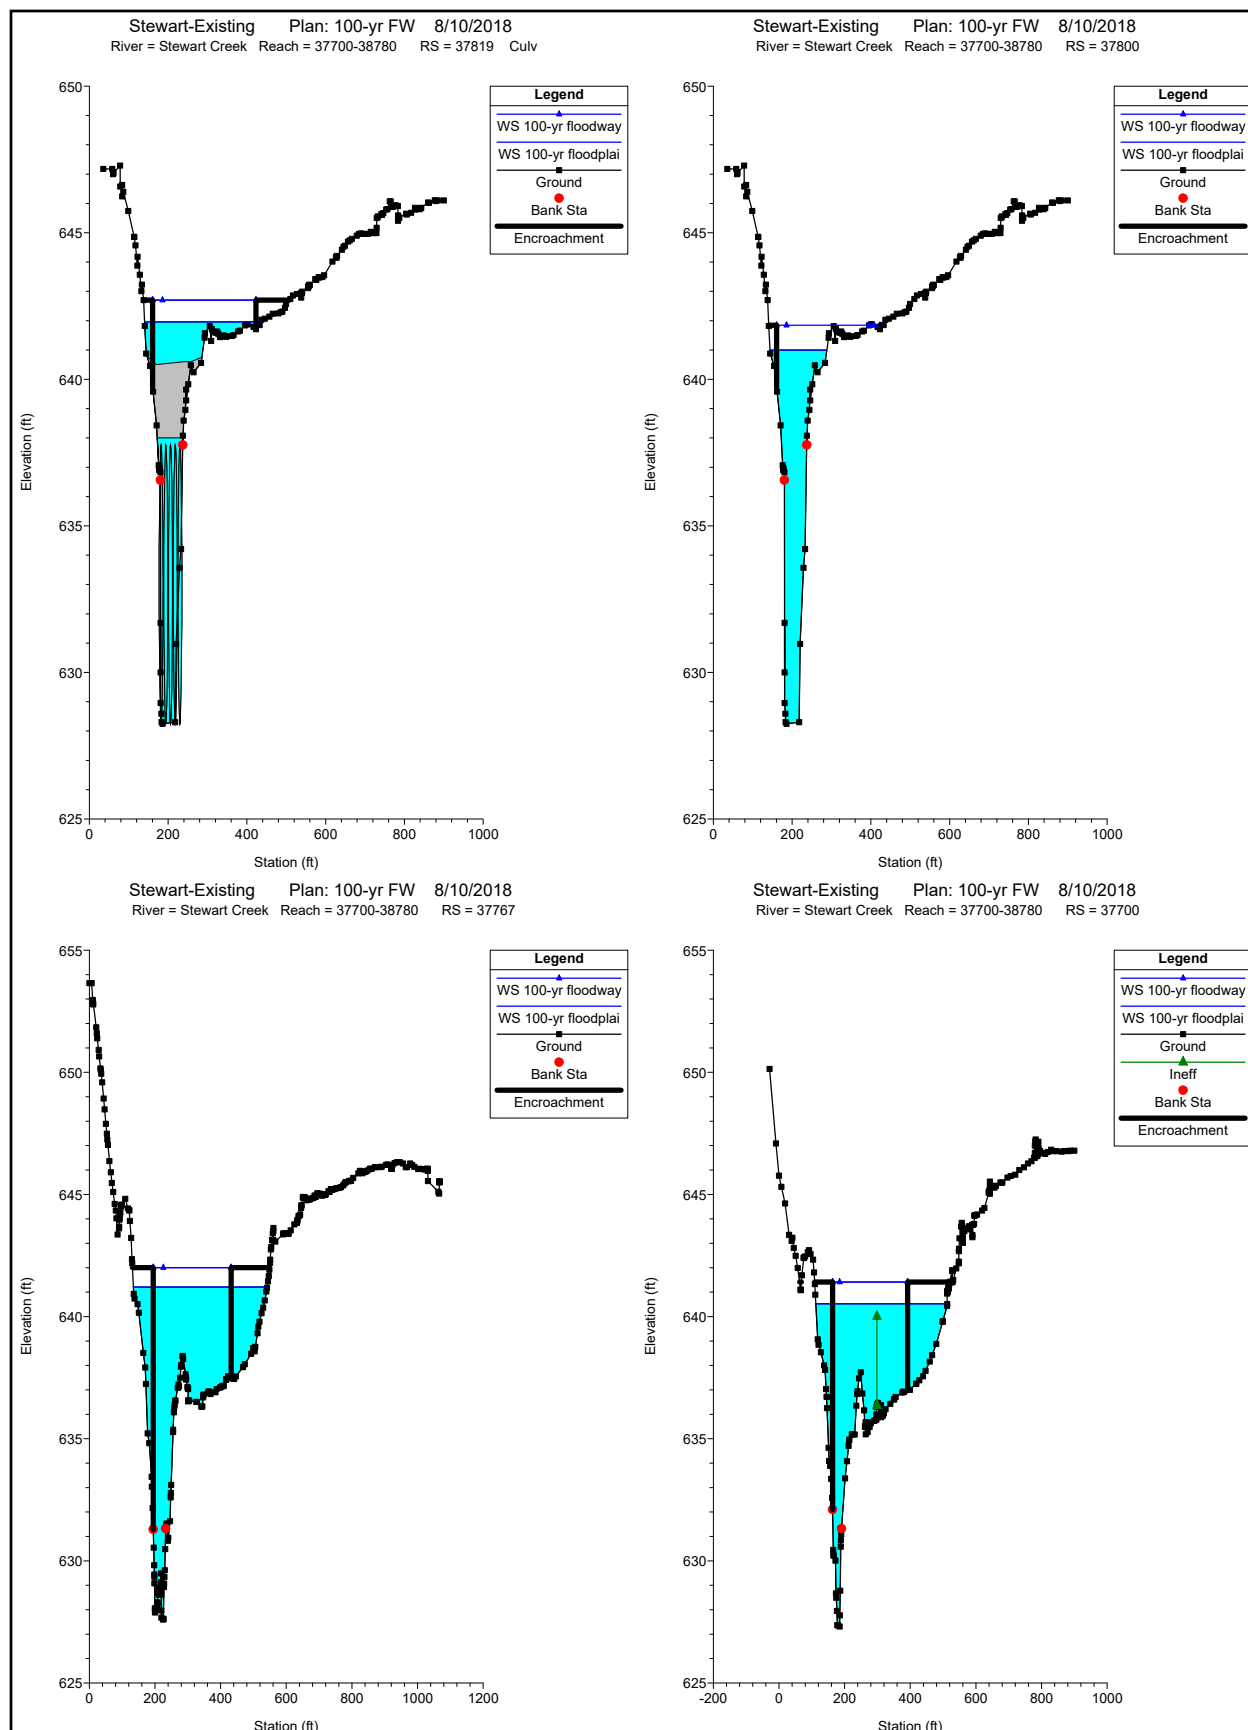 Stewart-Existing Plan: 100-yr FW 8/10/2018
River = Stewart Creek Reach = 37700-38780 RS = 37819 Culv
Legend
WS 100-yr floodway
WS 100-yr floodplai
Ground
Bank Sta
Encroachment
650
645
640
635
630
625
0 200 400 600 800 1000
Elevation (ft)
Station (ft)
Stewart-Existing Plan: 100-yr FW 8/10/2018
River = Stewart Creek Reach = 37700-38780 RS = 37800
Legend
WS 100-yr floodway
WS 100-yr floodplai
Ground
Bank Sta
Encroachment
650
645
640
635
630
625
0 200 400 600 800 1000
Elevation (ft)
Station (ft)
Stewart-Existing Plan: 100-yr FW 8/10/2018
River = Stewart Creek Reach = 37700-38780 RS = 37767
Legend
WS 100-yr floodway
WS 100-yr floodplai
Ground
Bank Sta
Encroachment
655
650
645
640
635
630
625
0 200 400 600 800 1000 1200
Elevation (ft)
Station (ft)
Stewart-Existing Plan: 100-yr FW 8/10/2018
River = Stewart Creek Reach = 37700-38780 RS = 37700
Legend
WS 100-yr floodway
WS 100-yr floodplai
Ground
Ineff
Bank Sta
Encroachment
655
650
645
640
635
630
625
-200 0 200 400 600 800 1000
Elevation (ft)
Station (ft)